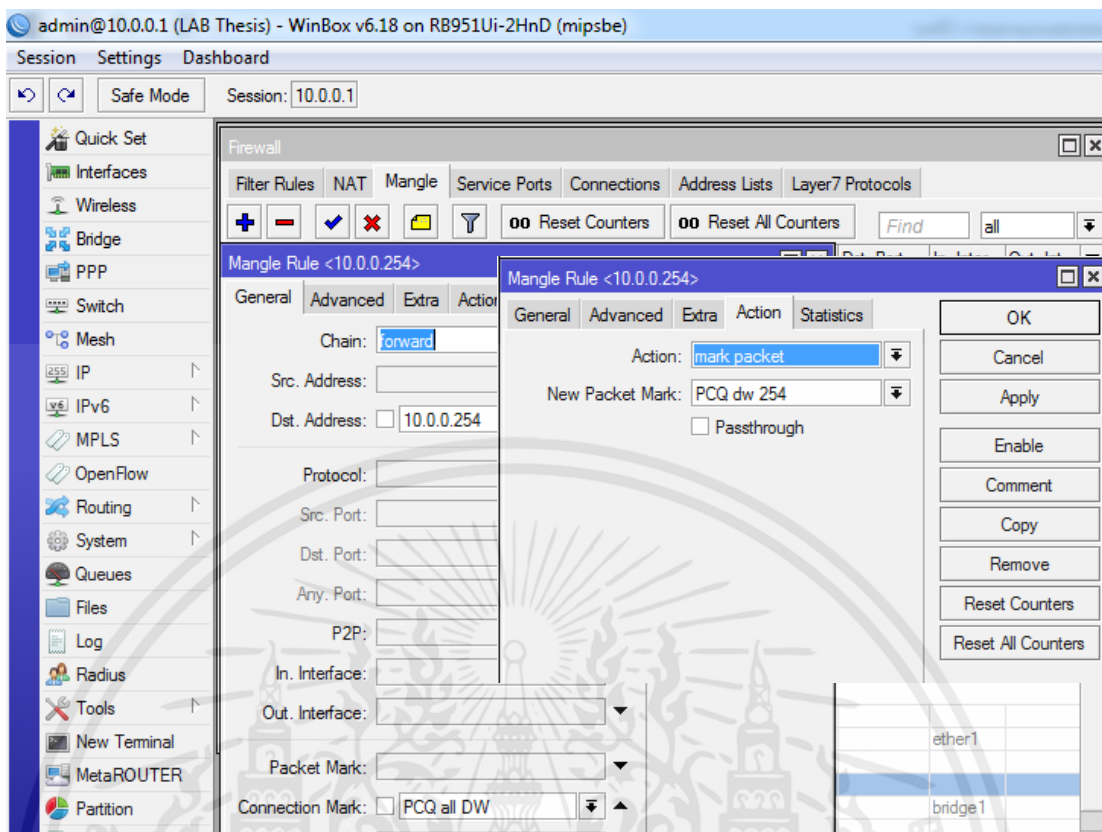 admin@10.0.0.1 (LAB Thesis) - WinBox v6.18 on RB951Ui-2HnD (mipsbe)
Session Settings Dashboard
Safe Mode Session: 10.0.0.1
Quick Set
Interfaces
Wireless
Bridge
PPP
Switch
Mesh
IP
IPv6
MPLS
OpenFlow
Routing
System
Queues
Files
Log
Radius
Tools
New Terminal
MetaROUTER
Partition
Firewall
Filter Rules NAT Mangle Service Ports Connections Address Lists Layer7 Protocols
00 Reset Counters 00 Reset All Counters Find all
Mangle Rule <10.0.0.254>
General Advanced Extra Action
Chain: forward
Src. Address:
Dst. Address: 10.0.0.254
Protocol:
Src. Port:
Dst. Port:
Any. Port:
P2P:
In. Interface:
Out. Interface:
Packet Mark:
Connection Mark: PCQ all DW
Mangle Rule <10.0.0.254>
General Advanced Extra Action Statistics
Action: mark packet
New Packet Mark: PCQ dw 254
Passthrough
OK
Cancel
Apply
Enable
Comment
Copy
Remove
Reset Counters
Reset All Counters
ether1
bridge1